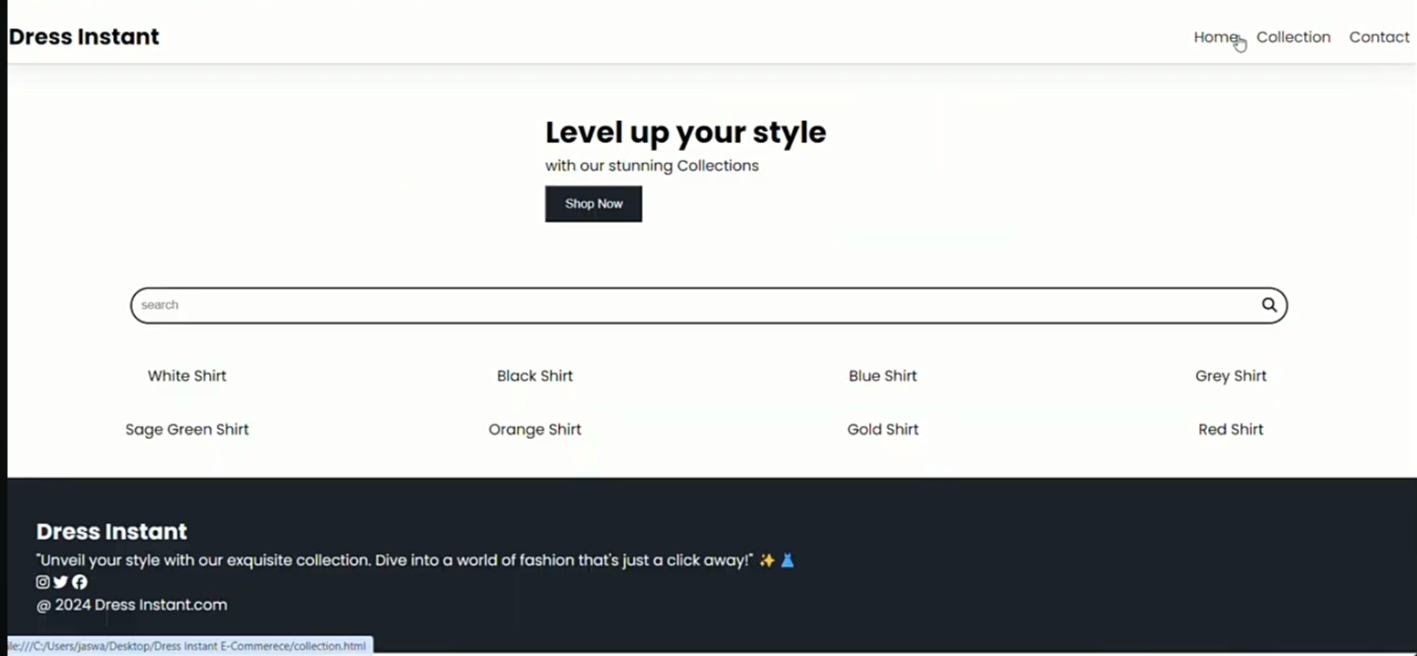 Dress Instant
Home Collection Contact
Level up your style
with our stunning Collections
Shop Now
search
White Shirt Black Shirt Blue Shirt Grey Shirt
Sage Green Shirt Orange Shirt Gold Shirt Red Shirt
Dress Instant
"Unveil your style with our exquisite collection. Dive into a world of fashion that's just a click away!" ✨ 👗
@ 2024 Dress Instant.com
ile:///C:/Users/jaswa/Desktop/Dress Instant E-Commerece/collection.html